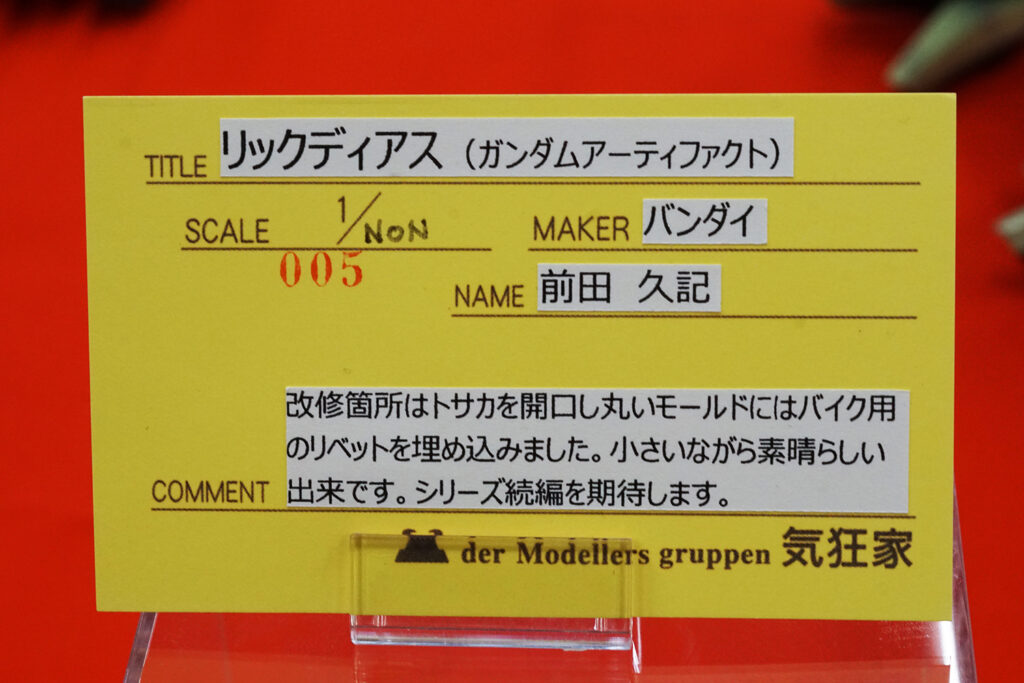 TITLE リックディアス（ガンダムアーティファクト）
SCALE 1/NON MAKER バンダイ
005
NAME 前田 久記
改修箇所はトサカを開口し丸いモールドにはバイク用
のリベットを埋め込みました。小さいながら素晴らしい
COMMENT 出来です。シリーズ続編を期待します。
der Modellers gruppen 気狂家